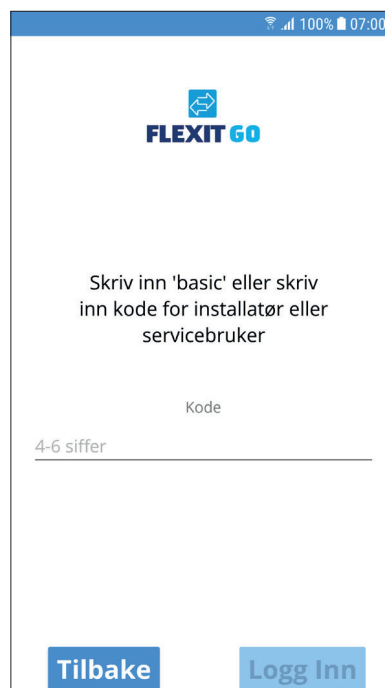 100% 07:00
FLEXIT GO
Skriv inn 'basic' eller skriv
inn kode for installatør eller
servicebruker
Kode
4-6 siffer
Tilbake
Logg Inn